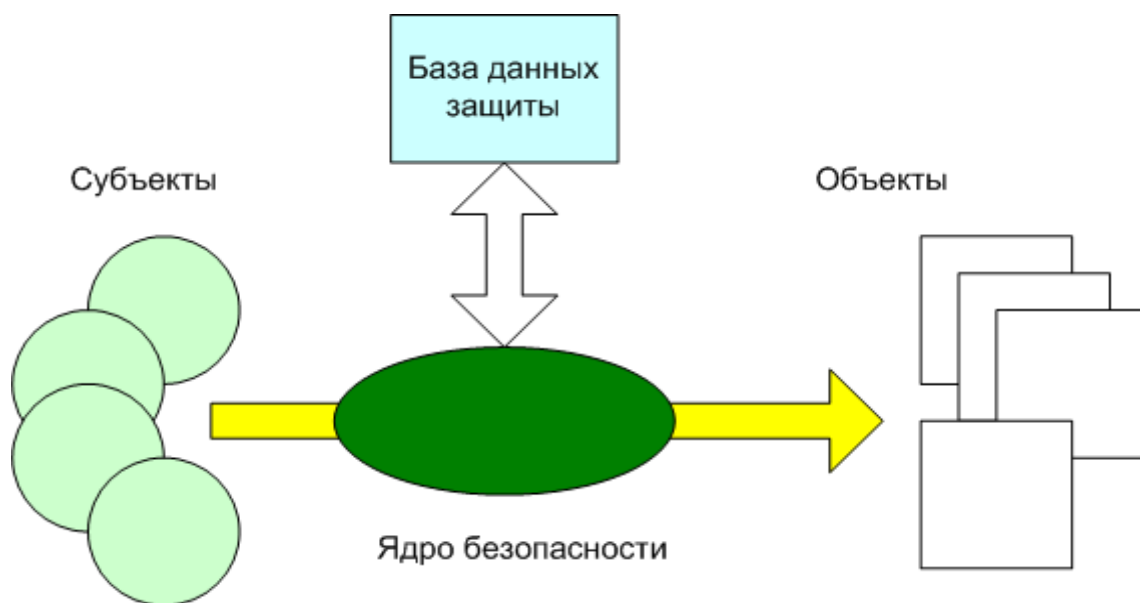 База данных
защиты
Субъекты
Объекты
Ядро безопасности